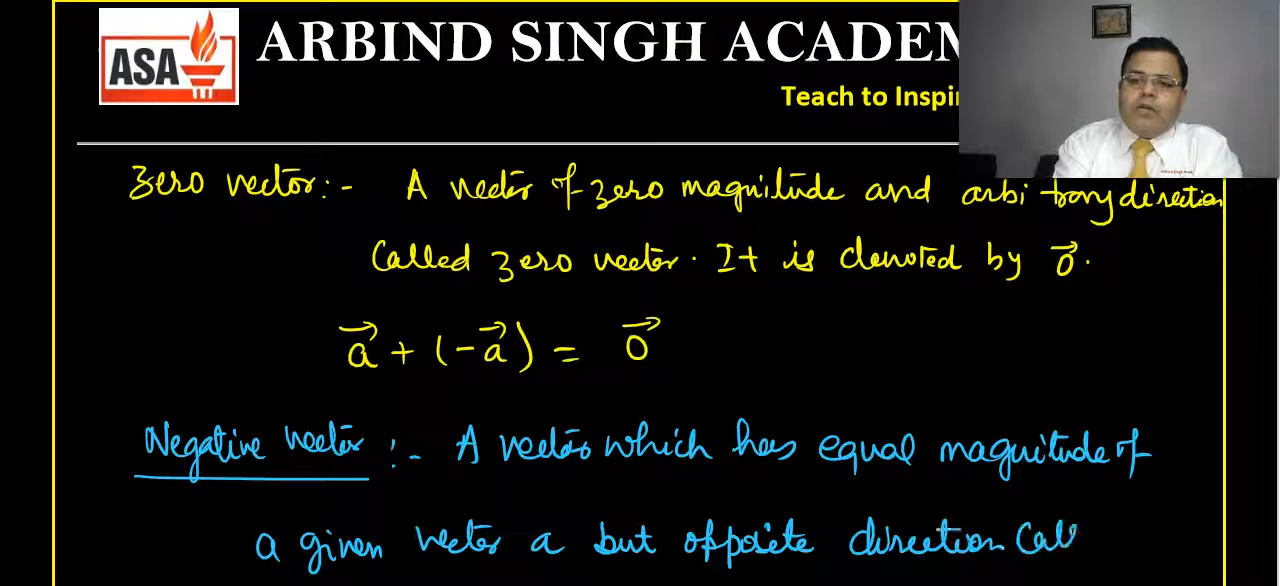 ASA
ARBIND SINGH ACADEM
Teach to Inspi
Zero vector:- A vector of zero magnitude and arbitrary direction
Called zero vector. It is denoted by 0⃗.
a⃗ + (-a⃗) = 0⃗
Negative vector :- A vector which has equal magnitude of
a given vector a but opposite direction Call